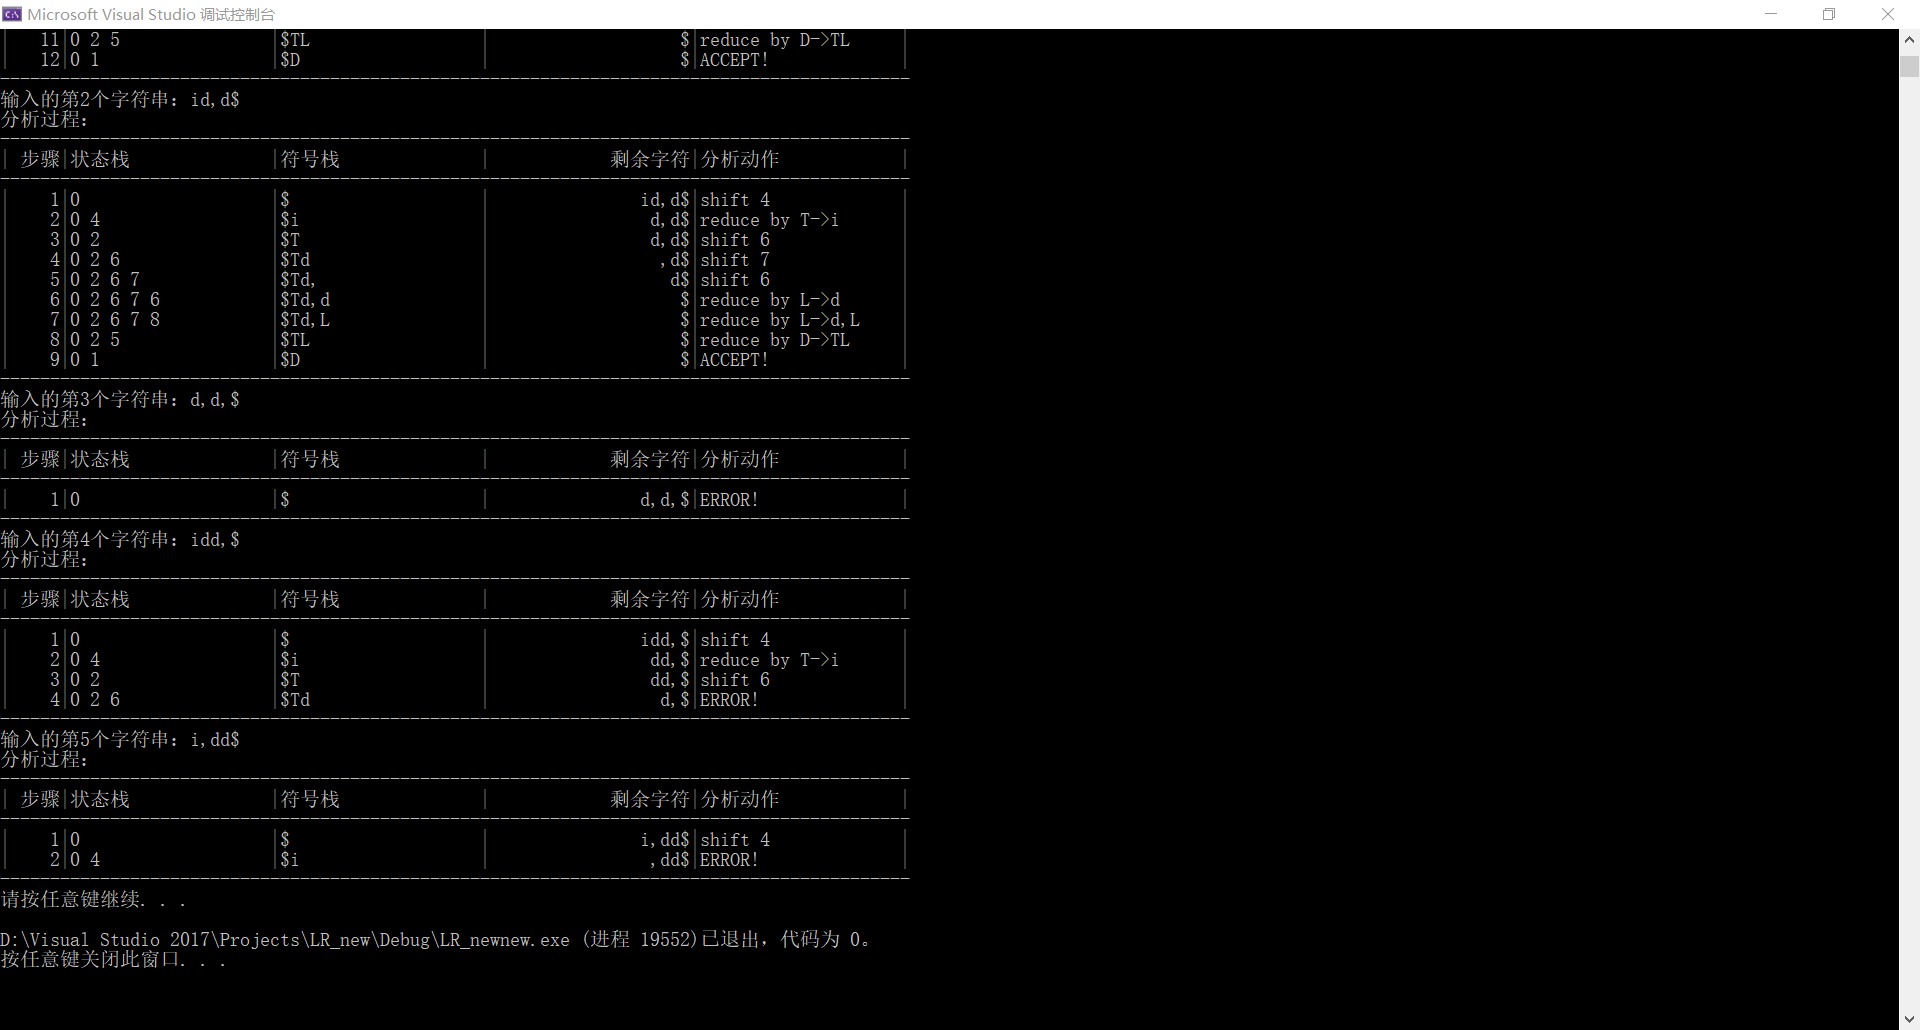 Microsoft Visual Studio 调试控制台
| 11|0 2 5 |$TL | $|reduce by D->TL |
| 12|0 1 |$D | $|ACCEPT! |
-------------------------------------------------------------------------------------------
输入的第2个字符串: id,d$
分析过程:
-------------------------------------------------------------------------------------------
| 步骤|状态栈 |符号栈 | 剩余字符|分析动作 |
-------------------------------------------------------------------------------------------
| 1|0 |$ | id,d$|shift 4 |
| 2|0 4 |$i | d,d$|reduce by T->i |
| 3|0 2 |$T | d,d$|shift 6 |
| 4|0 2 6 |$Td | ,d$|shift 7 |
| 5|0 2 6 7 |$Td, | d$|shift 6 |
| 6|0 2 6 7 6 |$Td,d | $|reduce by L->d |
| 7|0 2 6 7 8 |$Td,L | $|reduce by L->d,L |
| 8|0 2 5 |$TL | $|reduce by D->TL |
| 9|0 1 |$D | $|ACCEPT! |
-------------------------------------------------------------------------------------------
输入的第3个字符串: d,d,$
分析过程:
-------------------------------------------------------------------------------------------
| 步骤|状态栈 |符号栈 | 剩余字符|分析动作 |
-------------------------------------------------------------------------------------------
| 1|0 |$ | d,d,$|ERROR! |
-------------------------------------------------------------------------------------------
输入的第4个字符串: idd,$
分析过程:
-------------------------------------------------------------------------------------------
| 步骤|状态栈 |符号栈 | 剩余字符|分析动作 |
-------------------------------------------------------------------------------------------
| 1|0 |$ | idd,$|shift 4 |
| 2|0 4 |$i | dd,$|reduce by T->i |
| 3|0 2 |$T | dd,$|shift 6 |
| 4|0 2 6 |$Td | d,$|ERROR! |
-------------------------------------------------------------------------------------------
输入的第5个字符串: i,dd$
分析过程:
-------------------------------------------------------------------------------------------
| 步骤|状态栈 |符号栈 | 剩余字符|分析动作 |
-------------------------------------------------------------------------------------------
| 1|0 |$ | i,dd$|shift 4 |
| 2|0 4 |$i | ,dd$|ERROR! |
-------------------------------------------------------------------------------------------
请按任意键继续. . .
D:\Visual Studio 2017\Projects\LR_new\Debug\LR_newnew.exe (进程 19552)已退出，代码为 0。
按任意键关闭此窗口. . .